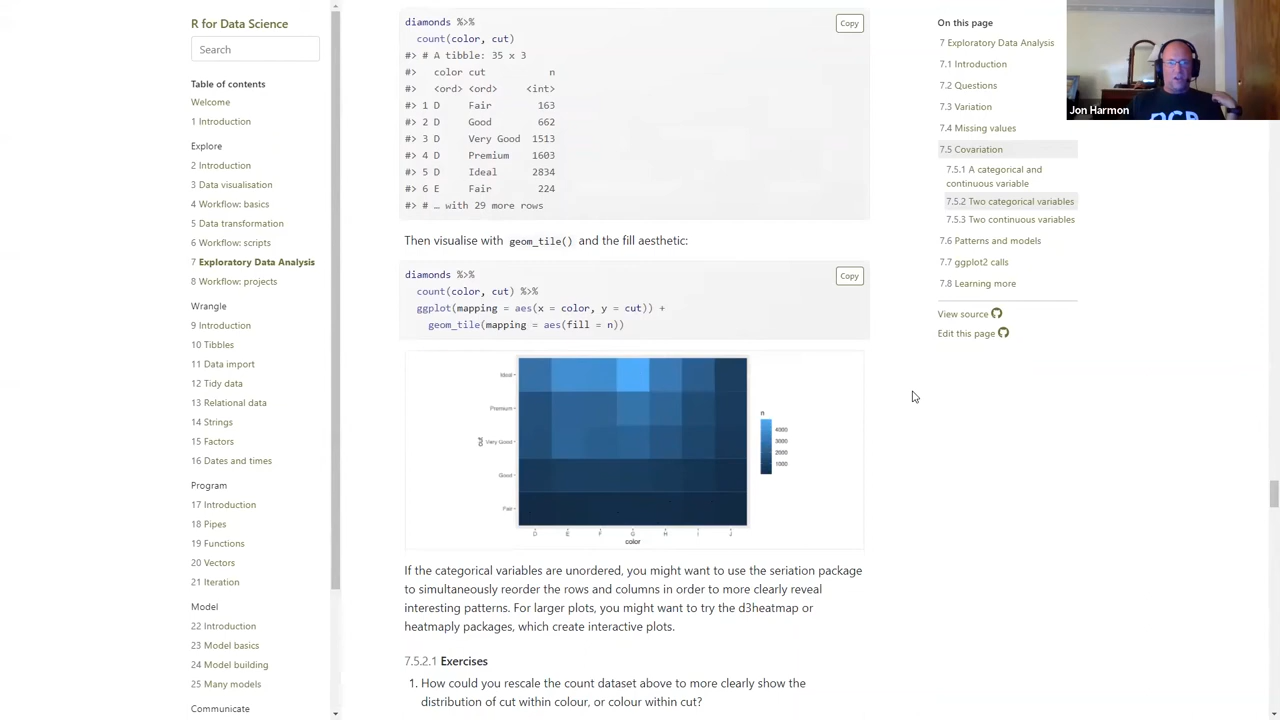 R for Data Science
Search
Table of contents
Welcome
1 Introduction
Explore
2 Introduction
3 Data visualisation
4 Workflow: basics
5 Data transformation
6 Workflow: scripts
7 Exploratory Data Analysis
8 Workflow: projects
Wrangle
9 Introduction
10 Tibbles
11 Data import
12 Tidy data
13 Relational data
14 Strings
15 Factors
16 Dates and times
Program
17 Introduction
18 Pipes
19 Functions
20 Vectors
21 Iteration
Model
22 Introduction
23 Model basics
24 Model building
25 Many models
Communicate
diamonds %>%
count(color, cut)
#> # A tibble: 35 x 3
#> color cut n
#> <ord> <ord> <int>
#> 1 D Fair 163
#> 2 D Good 662
#> 3 D Very Good 1513
#> 4 D Premium 1603
#> 5 D Ideal 2834
#> 6 E Fair 224
#> # … with 29 more rows
Copy
Then visualise with geom_tile() and the fill aesthetic:
diamonds %>%
count(color, cut) %>%
ggplot(mapping = aes(x = color, y = cut)) +
geom_tile(mapping = aes(fill = n))
Copy
Ideal
Premium
Very Good
Good
Fair
cut
D E F G H I J
color
n
4000
3000
2000
1000
If the categorical variables are unordered, you might want to use the seriation package
to simultaneously reorder the rows and columns in order to more clearly reveal
interesting patterns. For larger plots, you might want to try the d3heatmap or
heatmaply packages, which create interactive plots.
7.5.2.1 Exercises
1. How could you rescale the count dataset above to more clearly show the
distribution of cut within colour, or colour within cut?
On this page
7 Exploratory Data Analysis
7.1 Introduction
7.2 Questions
7.3 Variation
7.4 Missing values
7.5 Covariation
7.5.1 A categorical and
continuous variable
7.5.2 Two categorical variables
7.5.3 Two continuous variables
7.6 Patterns and models
7.7 ggplot2 calls
7.8 Learning more
View source
Edit this page
Jon Harmon